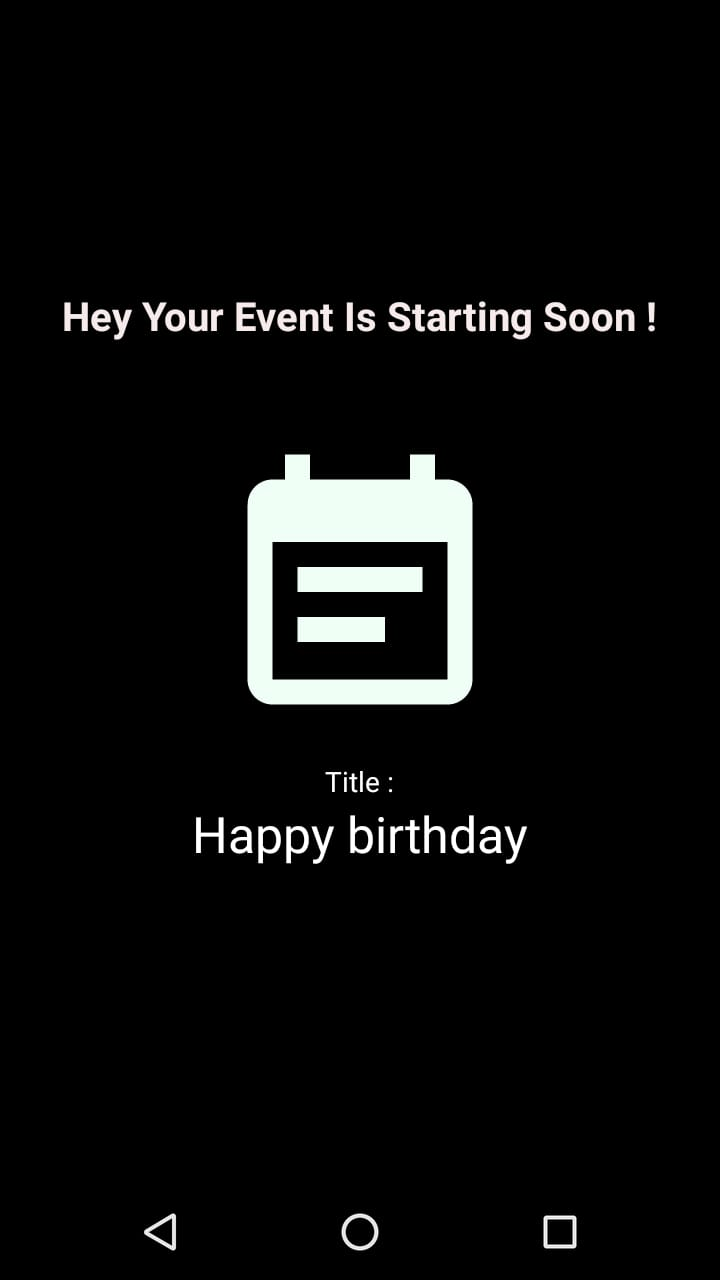 Hey Your Event Is Starting Soon !
Title :
Happy birthday